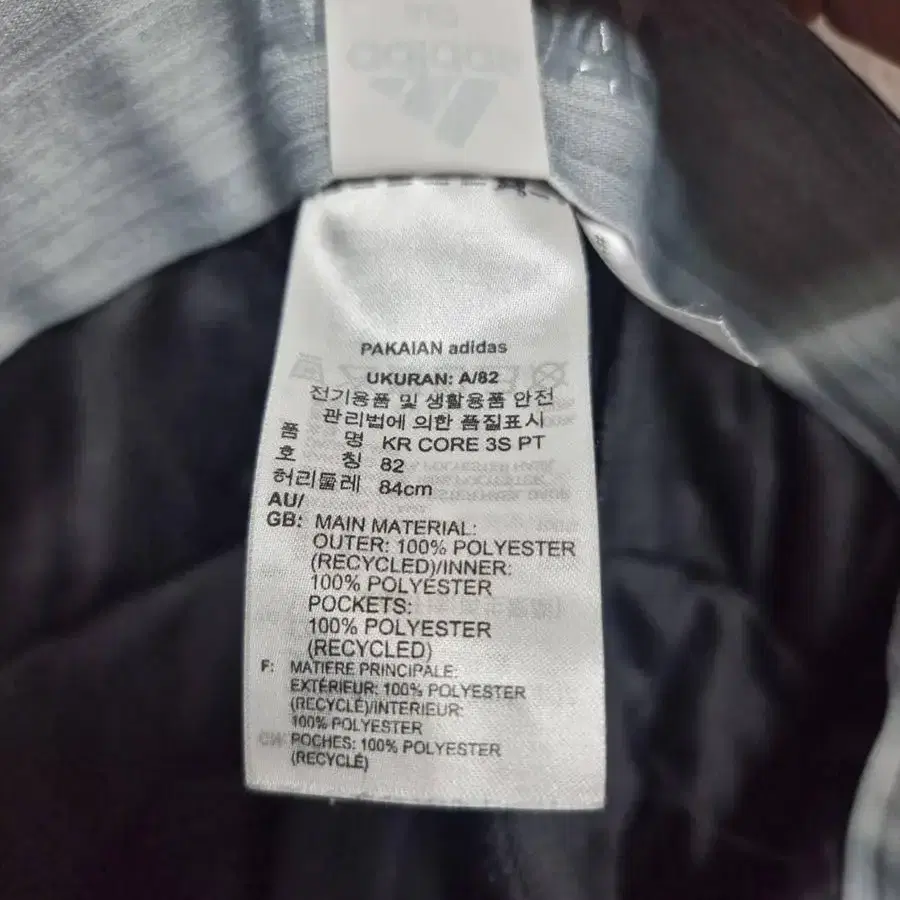 PAKAIAN adidas
UKURAN: A/82
전기용품 및 생활용품 안전
관리법에 의한 품질표시
품 명 KR CORE 3S PT
호 칭 82
허리둘레 84cm
AU/
GB: MAIN MATERIAL:
OUTER: 100% POLYESTER
(RECYCLED)/INNER:
100% POLYESTER
POCKETS:
100% POLYESTER
(RECYCLED)
F: MATIERE PRINCIPALE:
EXTÉRIEUR: 100% POLYESTER
(RECYCLÉ)/INTERIEUR:
100% POLYESTER
POCHES: 100% POLYESTER
(RECYCLÉ)